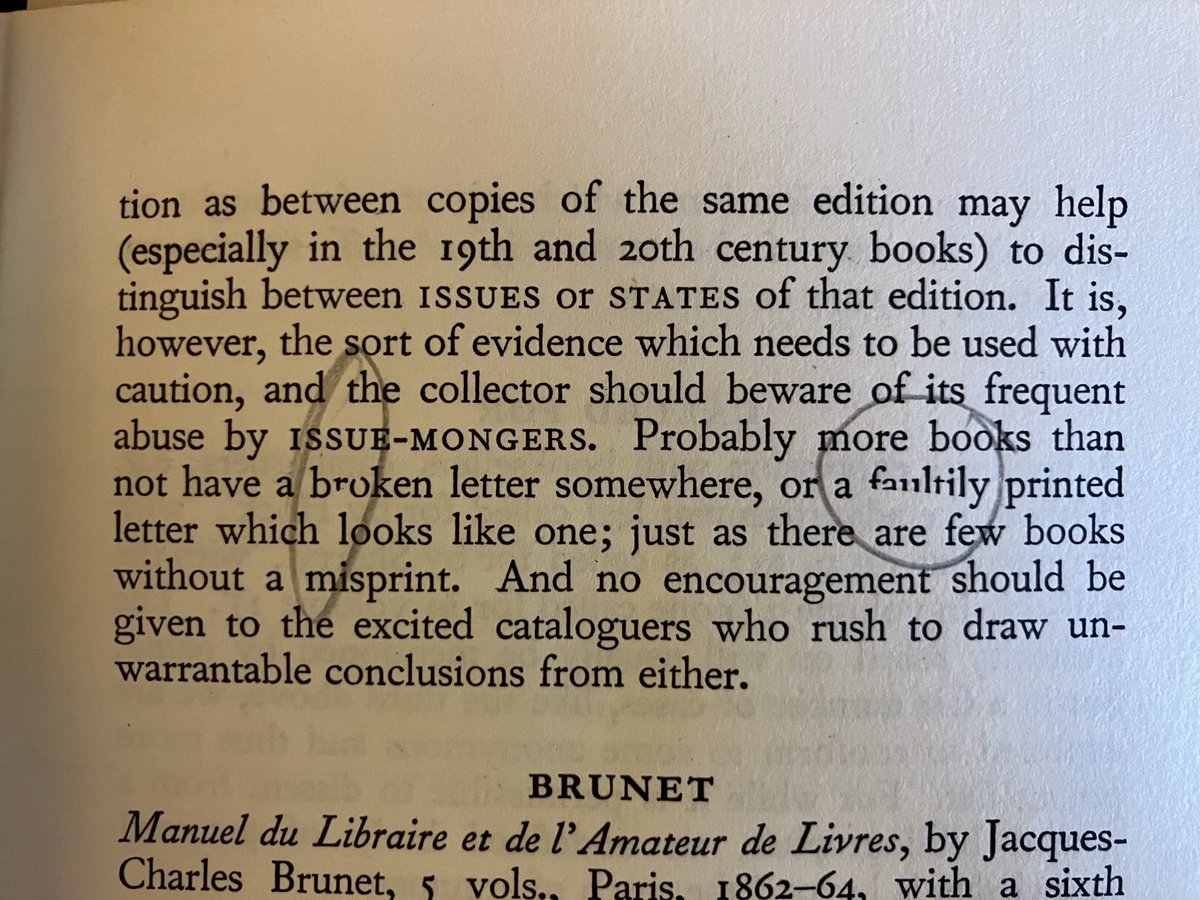 tion as between copies of the same edition may help
(especially in the 19th and 20th century books) to dis-
tinguish between ISSUES or STATES of that edition. It is,
however, the sort of evidence which needs to be used with
caution, and the collector should beware of its frequent
abuse by ISSUE-MONGERS. Probably more books than
not have a broken letter somewhere, or a faultily printed
letter which looks like one; just as there are few books
without a misprint. And no encouragement should be
given to the excited cataloguers who rush to draw un-
warrantable conclusions from either.
BRUNET
Manuel du Libraire et de l'Amateur de Livres, by Jacques-
Charles Brunet, 5 vols., Paris, 1862–64, with a sixth